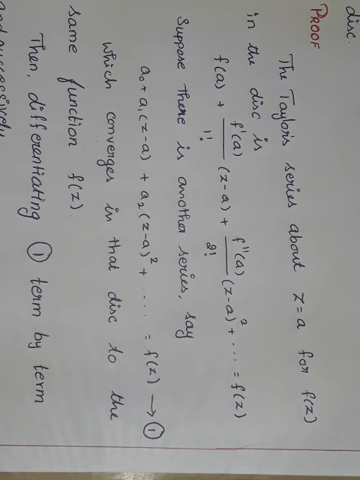 disc.
PROOF
The Taylor's series about z=a for f(z)
in the disc is
f(a) + f'(a)/1! (z-a) + f''(a)/2! (z-a)² + .... = f(z)
Suppose there is another series, say
a₀ + a₁(z-a) + a₂(z-a)² + ..... = f(z) → ①
which converges in that disc to the
same function f(z).
Then, differentiating ① term by term
and successively